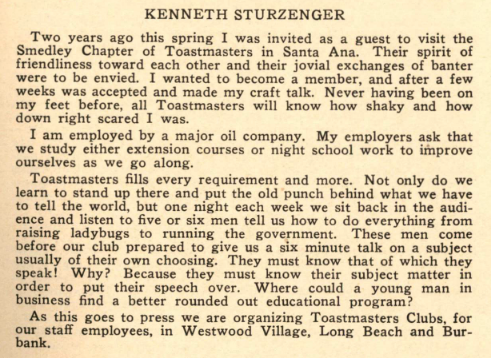 KENNETH STURZENGER
Two years ago this spring I was invited as a guest to visit the
Smedley Chapter of Toastmasters in Santa Ana. Their spirit of
friendliness toward each other and their jovial exchanges of banter
were to be envied. I wanted to become a member, and after a few
weeks was accepted and made my craft talk. Never having been on
my feet before, all Toastmasters will know how shaky and how
down right scared I was.
I am employed by a major oil company. My employers ask that
we study either extension courses or night school work to improve
ourselves as we go along.
Toastmasters fills every requirement and more. Not only do we
learn to stand up there and put the old punch behind what we have
to tell the world, but one night each week we sit back in the audi-
ence and listen to five or six men tell us how to do everything from
raising ladybugs to running the government. These men come
before our club prepared to give us a six minute talk on a subject
usually of their own choosing. They must know that of which they
speak! Why? Because they must know their subject matter in
order to put their speech over. Where could a young man in
business find a better rounded out educational program?
As this goes to press we are organizing Toastmasters Clubs, for
our staff employees, in Westwood Village, Long Beach and Bur-
bank.